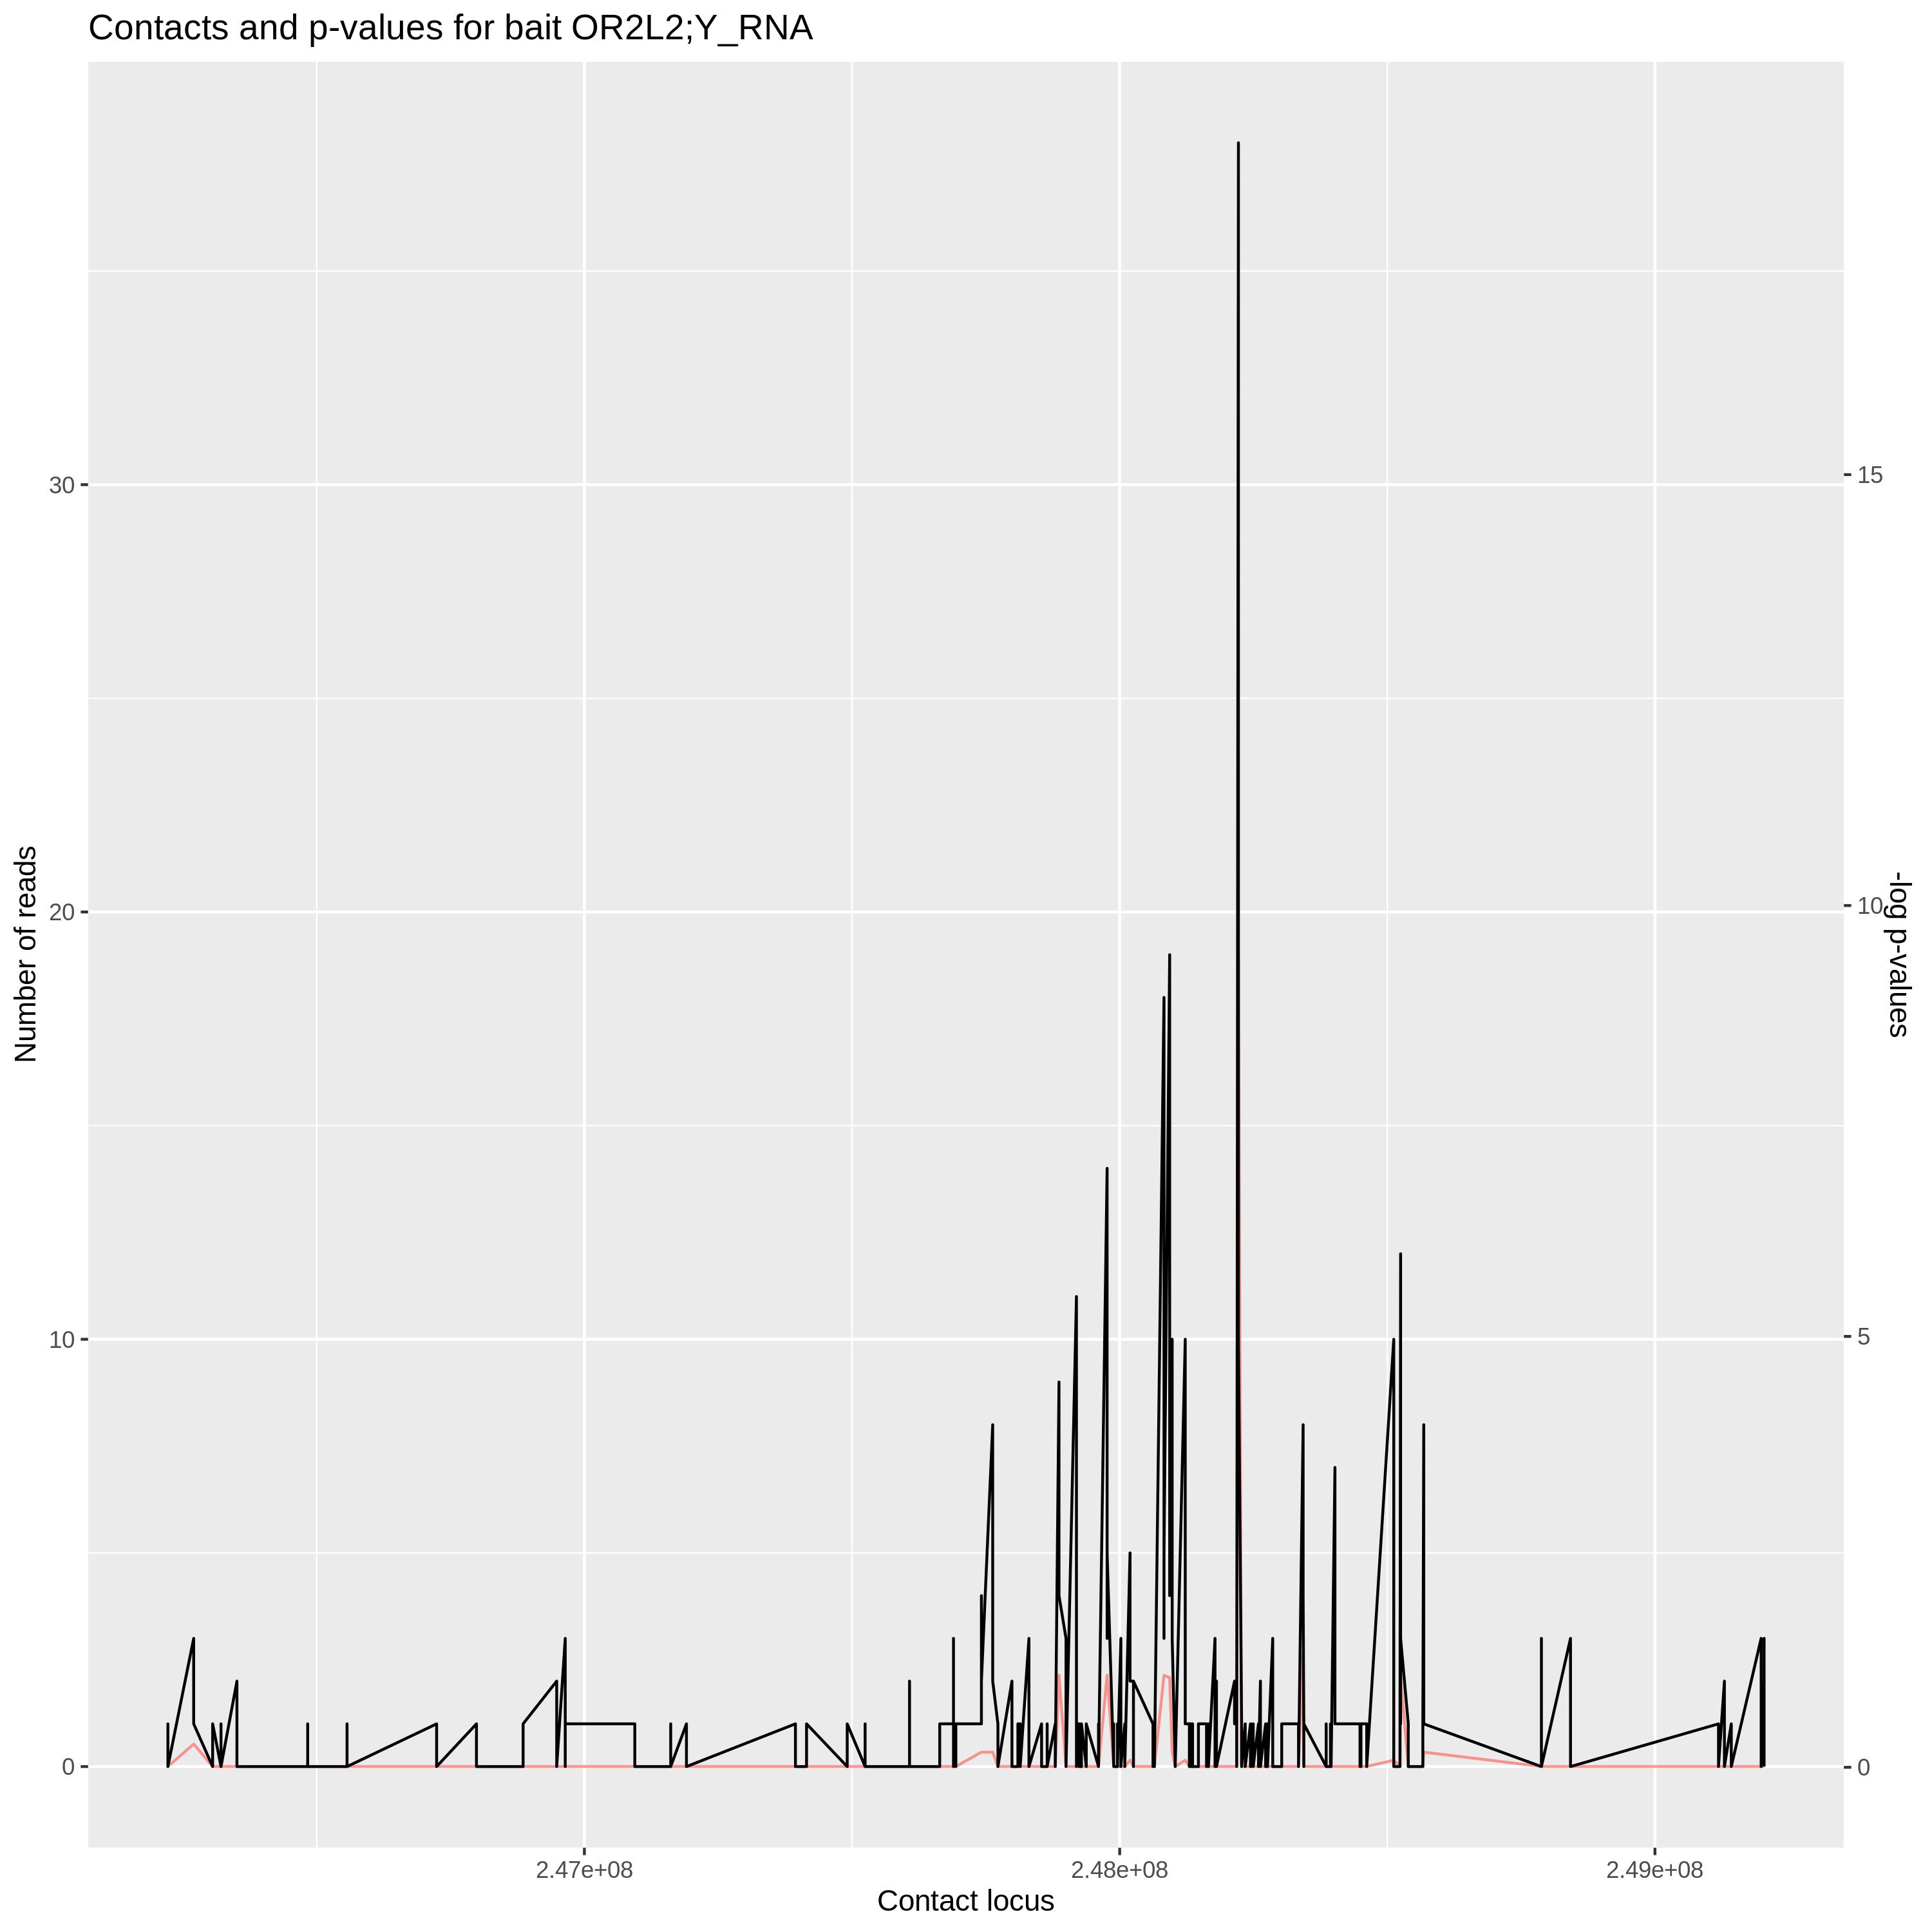 Contacts and p-values for bait OR2L2;Y_RNA
Number of reads
30
20
10
0
15
10
5
0
-log p-values
2.47e+08 2.48e+08 2.49e+08
Contact locus